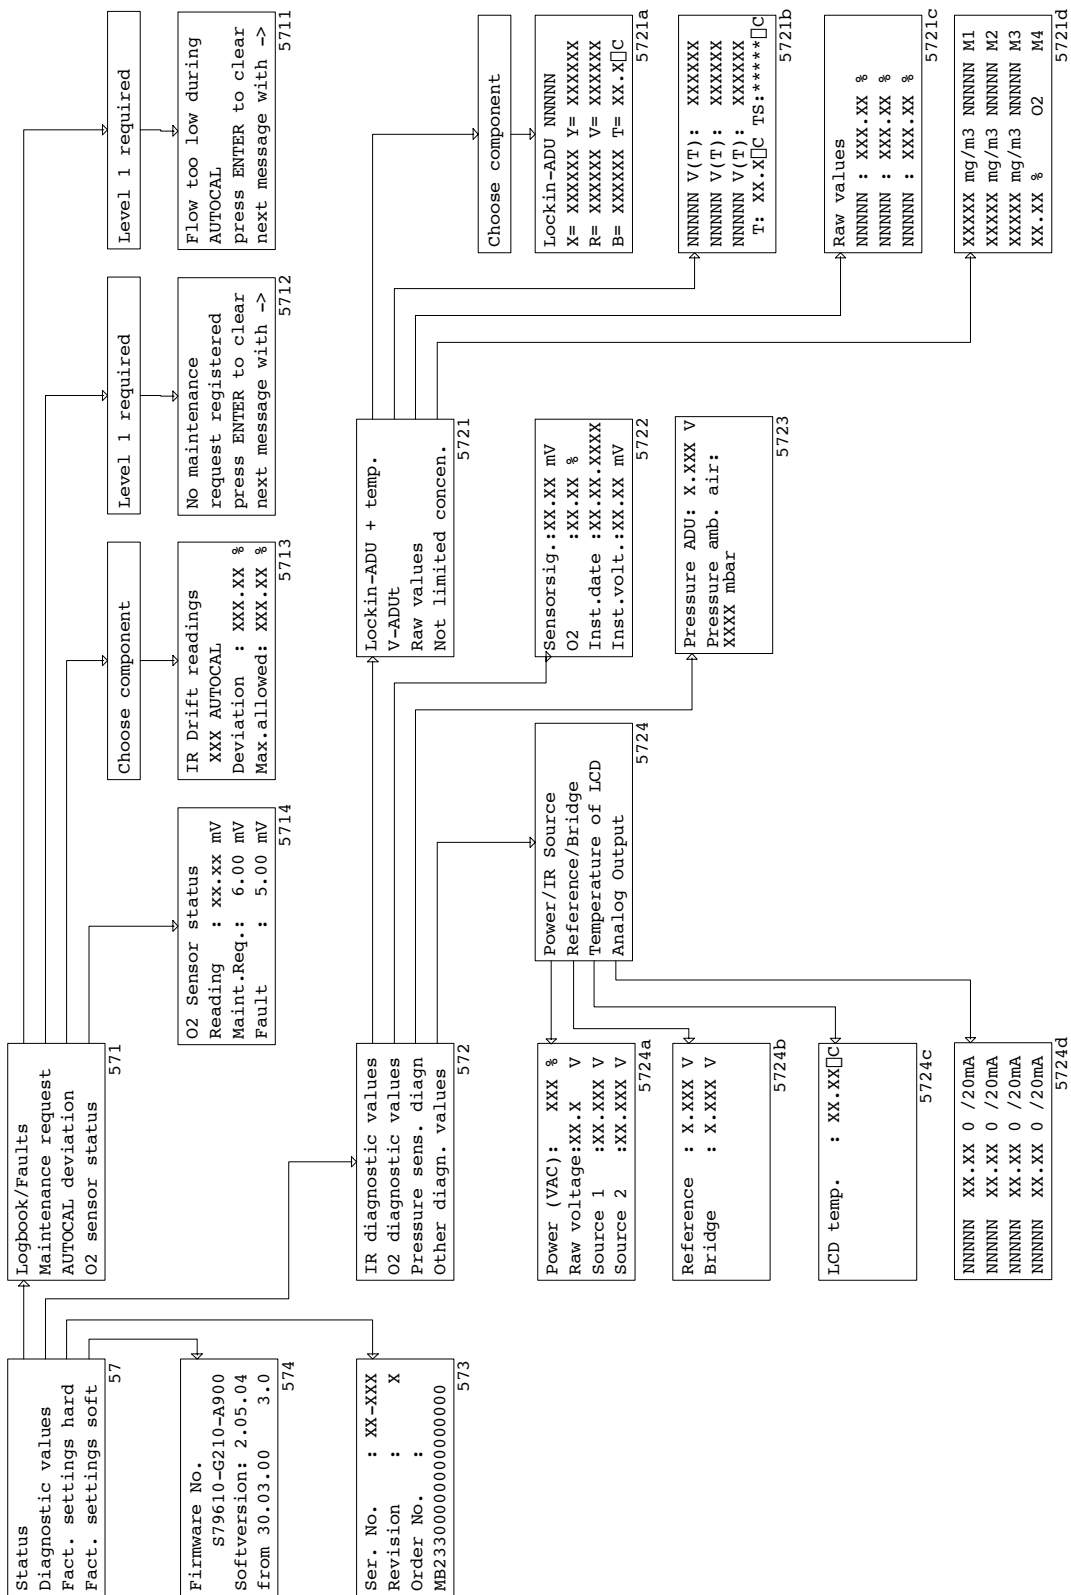 Status
Diagnostic values
Fact. settings hard
Fact. settings soft
57
Firmware No.
S79610-G210-A900
Softversion: 2.05.04
from 30.03.00 3.0
574
Ser. No. : XX-XXX
Revision : X
Order No. :
MB233000000000000000
573
Logbook/Faults
Maintenance request
AUTOCAL deviation
O2 sensor status
571
O2 Sensor status
Reading : xx.xx mV
Maint.Req.: 6.00 mV
Fault : 5.00 mV
5714
Choose component
IR Drift readings
XXX AUTOCAL
Deviation : XXX.XX %
Max.allowed: XXX.XX %
5713
Level 1 required
No maintenance
request registered
press ENTER to clear
next message with ->
5712
Level 1 required
Flow too low during
AUTOCAL
press ENTER to clear
next message with ->
5711
IR diagnostic values
O2 diagnostic values
Pressure sens. diagn
Other diagn. values
572
Lockin-ADU + temp.
V-ADUt
Raw values
Not limited concen.
5721
Choose component
Lockin-ADU NNNNN
X= XXXXXX Y= XXXXXX
R= XXXXXX V= XXXXXX
B= XXXXXX T= XX.X□C
5721a
NNNNN V(T): XXXXXX
NNNNN V(T): XXXXXX
NNNNN V(T): XXXXXX
T: XX.X□C TS:****□C
5721b
Raw values
NNNNN : XXX.XX %
NNNNN : XXX.XX %
NNNNN : XXX.XX %
5721c
XXXXX mg/m3 NNNNN M1
XXXXX mg/m3 NNNNN M2
XXXXX mg/m3 NNNNN M3
XX.XX % O2 M4
5721d
Sensorsig.:XX.XX mV
O2 :XX.XX %
Inst.date :XX.XX.XXXX
Inst.volt.:XX.XX mV
5722
Pressure ADU: X.XXX V
Pressure amb. air:
XXXX mbar
5723
Power/IR Source
Reference/Bridge
Temperature of LCD
Analog Output
5724
Power (VAC): XXX %
Raw voltage:XX.X V
Source 1 :XX.XXX V
Source 2 :XX.XXX V
5724a
Reference : X.XXX V
Bridge : X.XXX V
5724b
LCD temp. : XX.XX□C
5724c
NNNNN XX.XX 0 /20mA
NNNNN XX.XX 0 /20mA
NNNNN XX.XX 0 /20mA
NNNNN XX.XX 0 /20mA
5724d